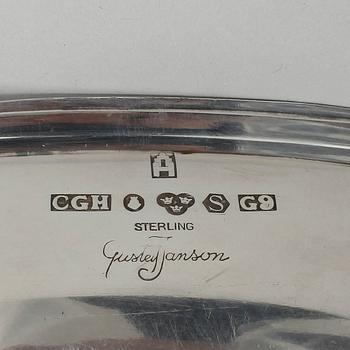 CGH S G9
STERLING
Gustaf Janson